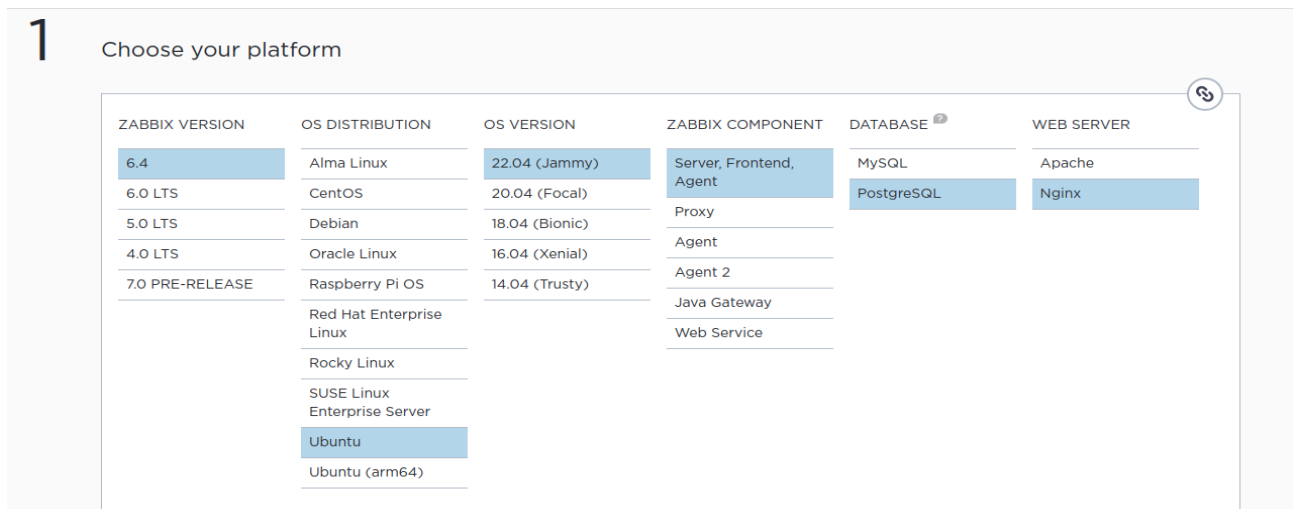 1
Choose your platform
ZABBIX VERSION
6.4
6.0 LTS
5.0 LTS
4.0 LTS
7.0 PRE-RELEASE
OS DISTRIBUTION
Alma Linux
CentOS
Debian
Oracle Linux
Raspberry Pi OS
Red Hat Enterprise
Linux
Rocky Linux
SUSE Linux
Enterprise Server
Ubuntu
Ubuntu (arm64)
OS VERSION
22.04 (Jammy)
20.04 (Focal)
18.04 (Bionic)
16.04 (Xenial)
14.04 (Trusty)
ZABBIX COMPONENT
Server, Frontend,
Agent
Proxy
Agent
Agent 2
Java Gateway
Web Service
DATABASE ?
MySQL
PostgreSQL
WEB SERVER
Apache
Nginx